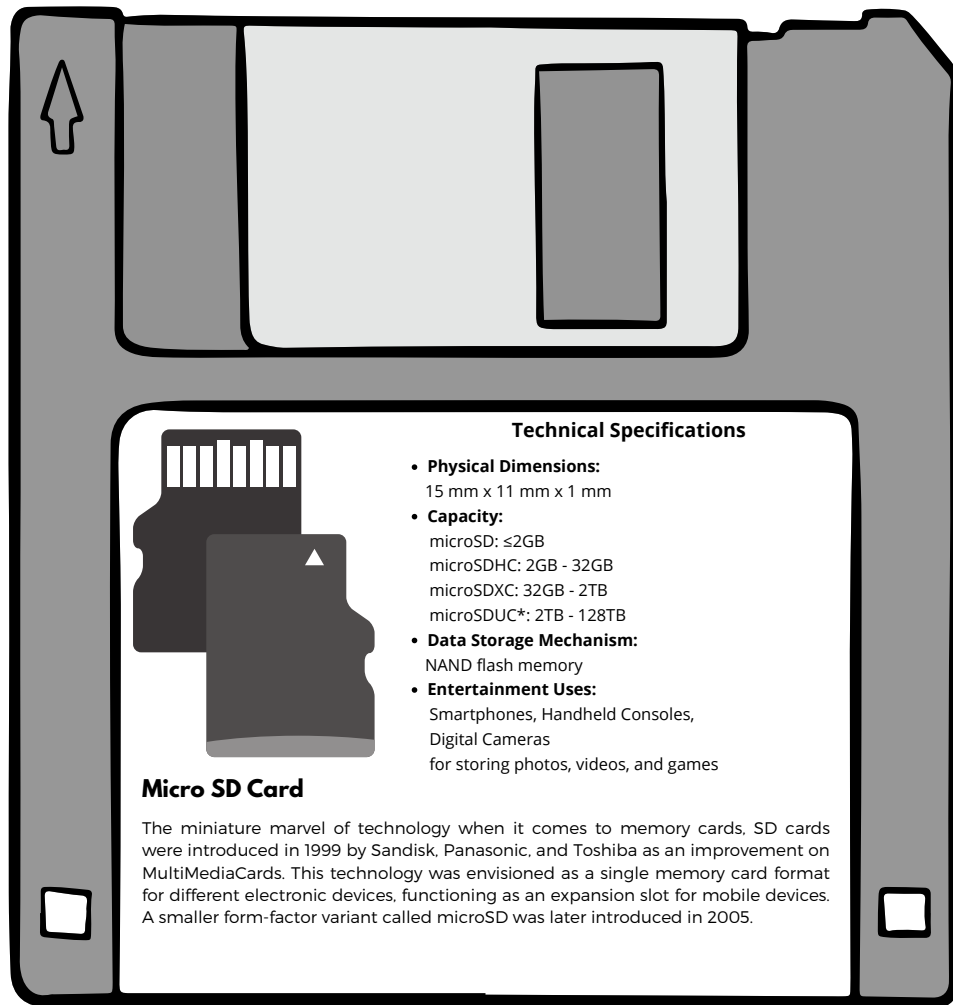 Technical Specifications
• Physical Dimensions:
15 mm x 11 mm x 1 mm
• Capacity:
microSD: ≤2GB
microSDHC: 2GB - 32GB
microSDXC: 32GB - 2TB
microSDUC*: 2TB - 128TB
• Data Storage Mechanism:
NAND flash memory
• Entertainment Uses:
Smartphones, Handheld Consoles,
Digital Cameras
for storing photos, videos, and games
Micro SD Card
The miniature marvel of technology when it comes to memory cards, SD cards
were introduced in 1999 by Sandisk, Panasonic, and Toshiba as an improvement on
MultiMediaCards. This technology was envisioned as a single memory card format
for different electronic devices, functioning as an expansion slot for mobile devices.
A smaller form-factor variant called microSD was later introduced in 2005.